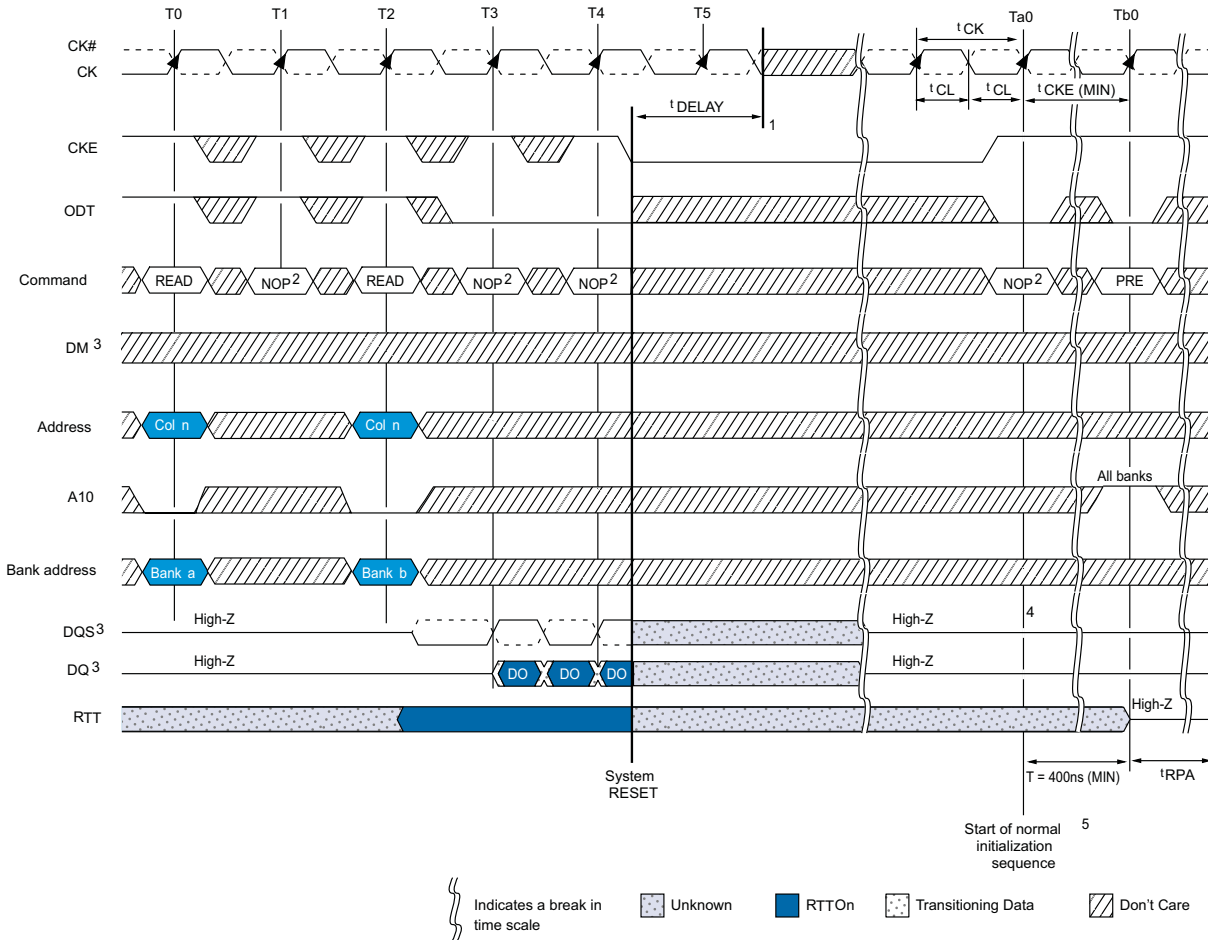 T0 T1 T2 T3 T4 T5 Ta0 Tb0
CK#
CK
tCK
tCL tCL tCKE (MIN)
tDELAY
1
CKE
ODT
Command READ NOP2 READ NOP2 NOP2 NOP2 PRE
DM 3
Address Col n Col n
A10 All banks
Bank address Bank a Bank b
DQS3 High-Z High-Z 4
DQ3 High-Z DO DO DO High-Z
RTT High-Z
System
RESET
T = 400ns (MIN) tRPA
Start of normal 5
initialization
sequence
Indicates a break in
time scale
Unknown RTTOn Transitioning Data Don't Care